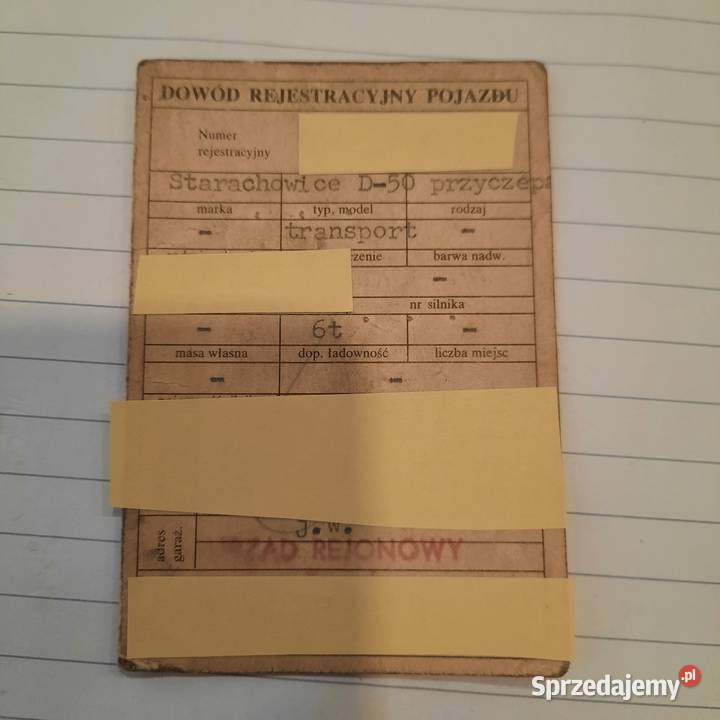 DOWÓD REJESTRACYJNY POJAZDU
Numer
rejestracyjny
Starachowice D-50 przyczepa
marka typ, model rodzaj
- transport -
barwa nadw.
-
nr silnika
- 6t -
masa własna dop. ładowność liczba miejsc
- -
j.w.
adres
garaż.
REJONOWY
Sprzedajemy.pl